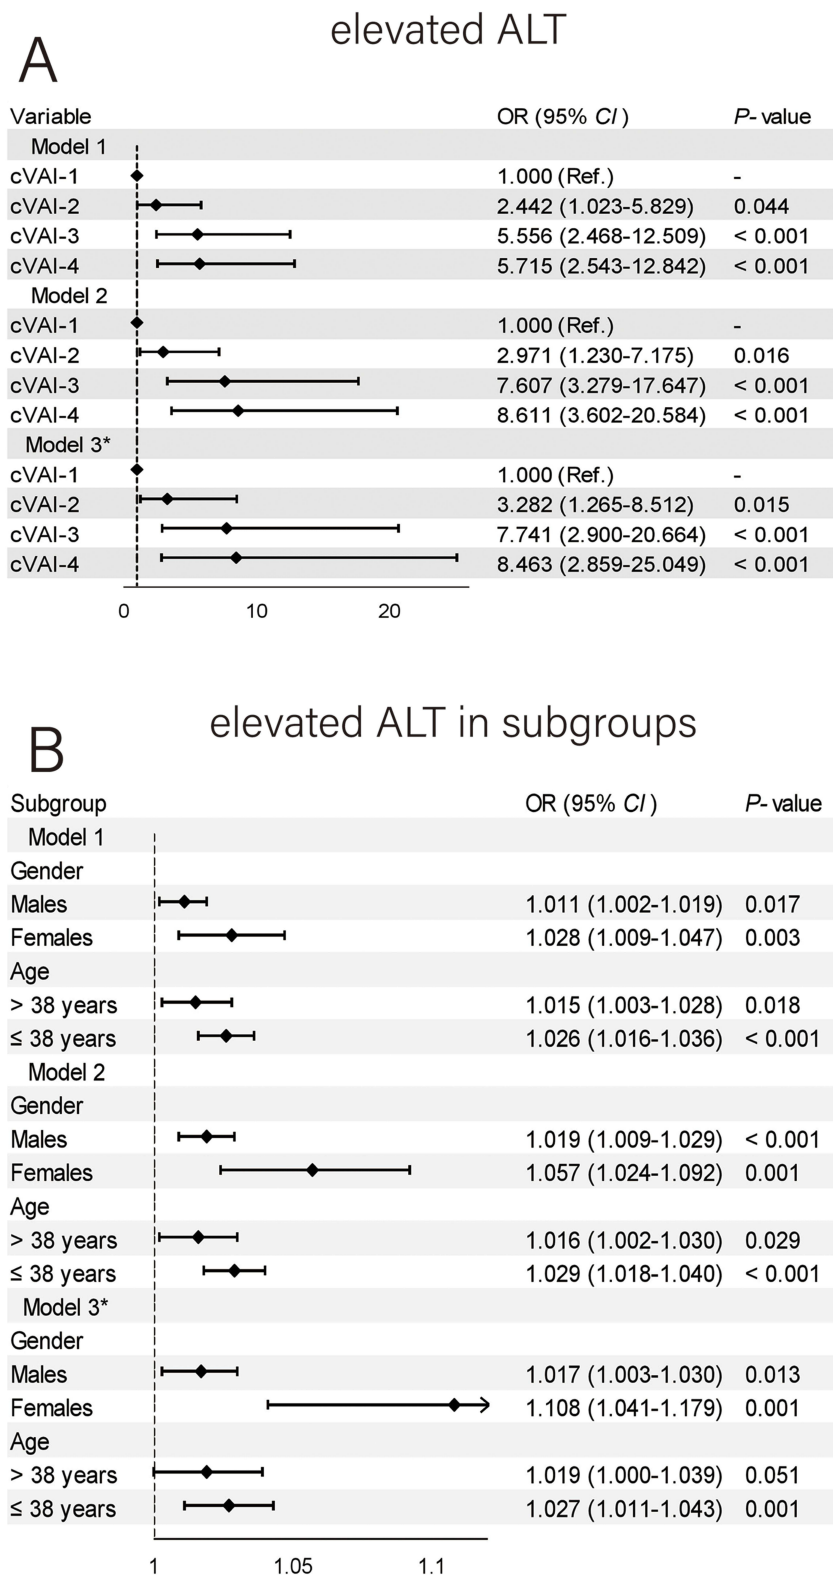 A
elevated ALT
Variable OR (95% CI ) P- value
Model 1
cVAI-1 1.000 (Ref.) -
cVAI-2 2.442 (1.023-5.829) 0.044
cVAI-3 5.556 (2.468-12.509) < 0.001
cVAI-4 5.715 (2.543-12.842) < 0.001
Model 2
cVAI-1 1.000 (Ref.) -
cVAI-2 2.971 (1.230-7.175) 0.016
cVAI-3 7.607 (3.279-17.647) < 0.001
cVAI-4 8.611 (3.602-20.584) < 0.001
Model 3*
cVAI-1 1.000 (Ref.) -
cVAI-2 3.282 (1.265-8.512) 0.015
cVAI-3 7.741 (2.900-20.664) < 0.001
cVAI-4 8.463 (2.859-25.049) < 0.001
0 10 20
B
elevated ALT in subgroups
Subgroup OR (95% CI ) P- value
Model 1
Gender
Males 1.011 (1.002-1.019) 0.017
Females 1.028 (1.009-1.047) 0.003
Age
> 38 years 1.015 (1.003-1.028) 0.018
≤ 38 years 1.026 (1.016-1.036) < 0.001
Model 2
Gender
Males 1.019 (1.009-1.029) < 0.001
Females 1.057 (1.024-1.092) 0.001
Age
> 38 years 1.016 (1.002-1.030) 0.029
≤ 38 years 1.029 (1.018-1.040) < 0.001
Model 3*
Gender
Males 1.017 (1.003-1.030) 0.013
Females 1.108 (1.041-1.179) 0.001
Age
> 38 years 1.019 (1.000-1.039) 0.051
≤ 38 years 1.027 (1.011-1.043) 0.001
1 1.05 1.1